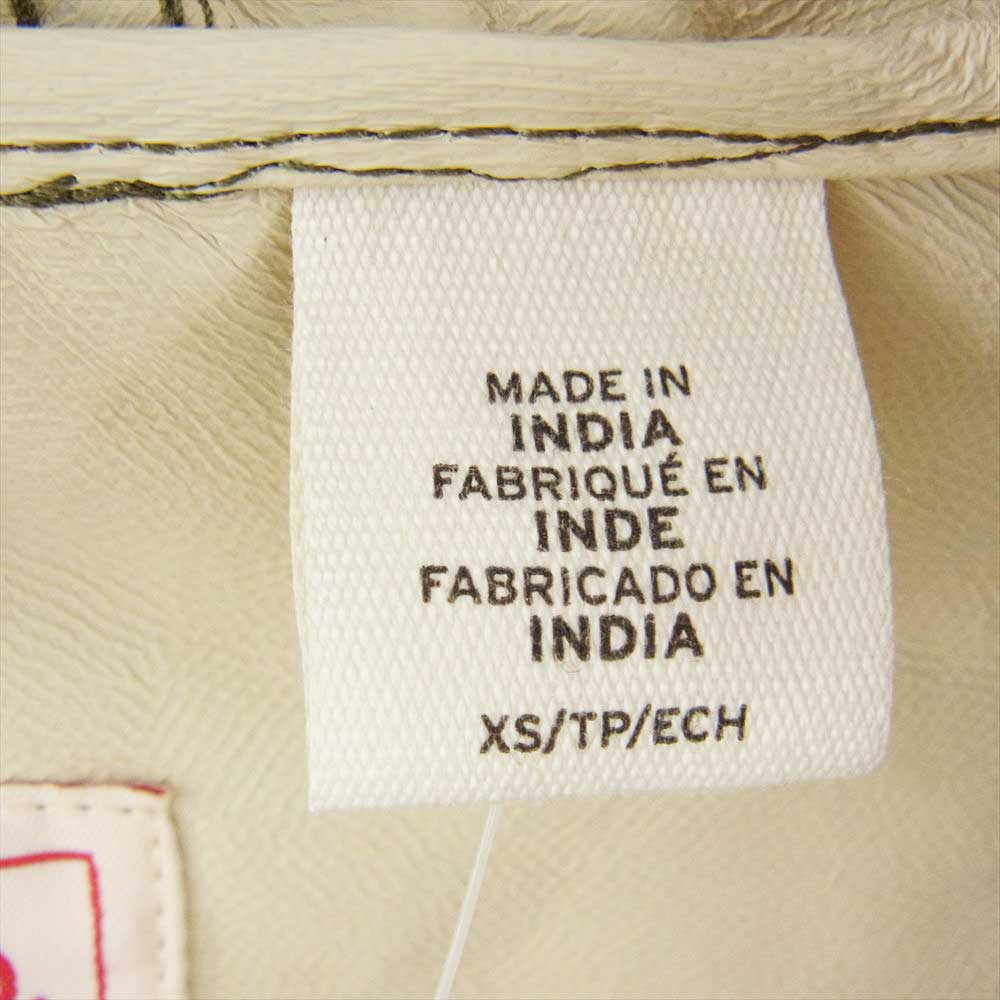 MADE IN
INDIA
FABRIQUÉ EN
INDE
FABRICADO EN
INDIA
XS/TP/ECH